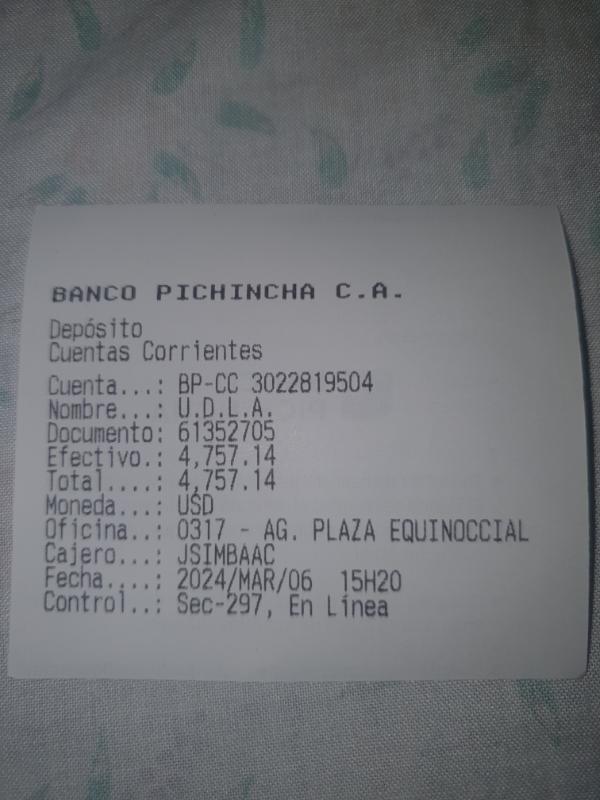 BANCO PICHINCHA C.A.
Depósito
Cuentas Corrientes
Cuenta...: BP-CC 3022819504
Nombre...: U.D.L.A.
Documento: 61352705
Efectivo.: 4,757.14
Total....: 4,757.14
Moneda...: USD
Oficina..: 0317 - AG. PLAZA EQUINOCCIAL
Cajero...: JSIMBAAC
Fecha....: 2024/MAR/06 15H20
Control..: Sec-297, En Línea